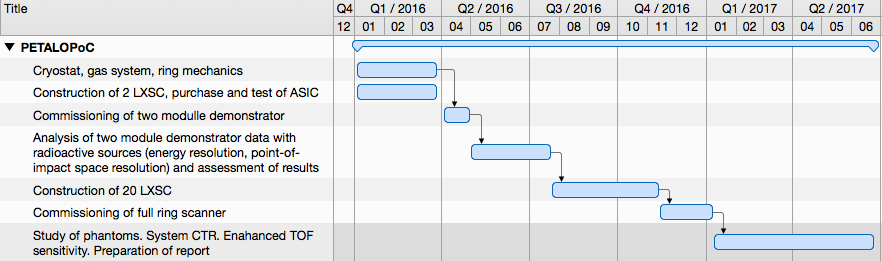 Title Q4 Q1 / 2016 Q2 / 2016 Q3 / 2016 Q4 / 2016 Q1 / 2017 Q2 / 2017
12 01 02 03 04 05 06 07 08 09 10 11 12 01 02 03 04 05 06
▼ PETALOPoC
Cryostat, gas system, ring mechanics
Construction of 2 LXSC, purchase and test of ASIC
Commissioning of two modulle demonstrator
Analysis of two module demonstrator data with
radioactive sources (energy resolution, point-of-
impact space resolution) and assessment of results
Construction of 20 LXSC
Commissioning of full ring scanner
Study of phantoms. System CTR. Enahanced TOF
sensitivity. Preparation of report